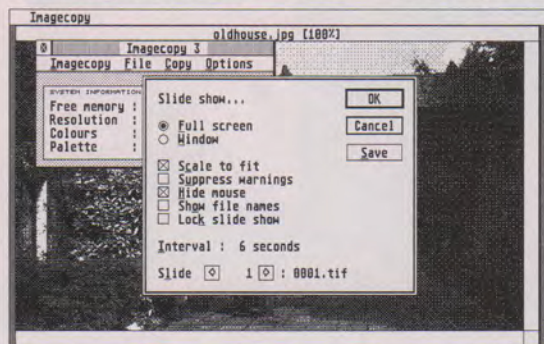 Imagecopy
oldhouse.jpg [100%]
Imagecopy 3
Imagecopy File Copy Options
SYSTEM INFORMATION
Free memory :
Resolution :
Colours :
Palette :
Slide show...
OK
Full screen
Cancel
Window
Save
Scale to fit
Suppress warnings
Hide mouse
Show file names
Lock slide show
Interval : 6 seconds
Slide 1 : 0001.tif